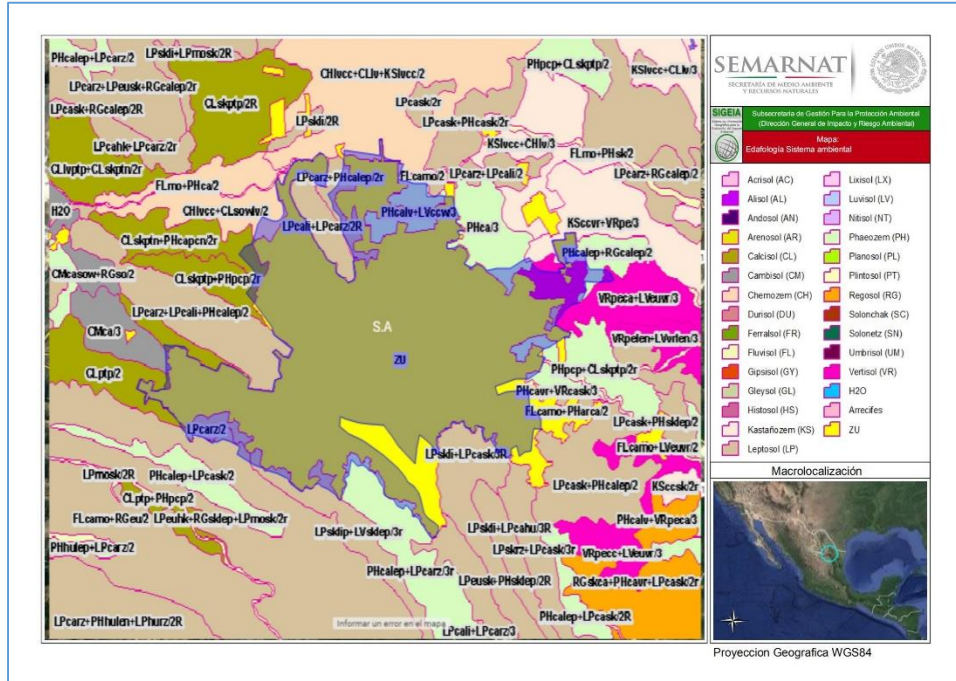 PHcalep+LPcarz/2
LPskli+LPmosk/2R
LPcarz+LPeusk+RGcalep/2r
LPcask+RGcalep/2R
CLskptp/2R
LPcahk+LPcarz/2r
CLlvptp+CLskptn/2r
FLmo+PHca/2
H2O
CHlvcc+CLsowlv/2
CLskptn+PHcapcn/2r
CMcasow+RGso/2
CLskptp+PHpcp/2r
LPcarz+LPcali+PHcalep/2
CMca/3
CLptp/2
CHlvcc+CLlv+KSlvcc/2
LPskli/2R
LPcask/2r
LPcask+PHcask/2r
PHpcp+CLskptp/2
KSlvcc+CLlv/3
KSlvcc+CHlv/3
FLmo+PHsk/2
LPcarz+RGcalep/2
LPcarz+PHcalep/2r
FLcamo/2
LPcarz+LPcali/2
PHcalv+LVccw/3
LPcali+LPcarz/2R
PHca/3
KSccvr+VRpe/3
PHcalep+RGcalep/2
S.A
ZU
VRpeca+LVeuvr/3
PHpcp+CLskptp/2r
PHcavr+VRcask/3
FLcamo+PHarca/2
LPcask+PHsklep/2
FLcamo+LVeuvr/2
LPcarz/2
LPskli+LPcask/3R
LPcask+PHcalep/2
KSccsk/2r
PHcalv+VRpeca/3
LPmosk/2R
PHcalep+LPcask/2
CLptp+PHpcp/2
FLcamo+RGeu/2
LPeuhk+RGsklep+LPmosk/2r
PHhulep+LPcarz/2
LPsklip+LVsklep/3r
LPskli+LPcahu/3R
LPskrz+LPcask/3r
VRpecc+LVeuvr/3
PHcalep+LPcarz/3r
LPeusk+PHsklep/2R
RGskca+PHcavr+LPcask/2r
LPcarz+PHhulen+LPhurz/2R
PHcalep+LPcask/2R
LPcali+LPcarz/3
Informar un error en el mapa
SEMARNAT
SECRETARÍA DE MEDIO AMBIENTE
Y RECURSOS NATURALES
SIGEIA
Subsecretaría de Gestión Para la Protección Ambiental
(Dirección General de Impacto y Riesgo Ambiental)
Mapa:
Edafología Sistema ambiental
Acrisol (AC)
Alisol (AL)
Andosol (AN)
Arenosol (AR)
Calcisol (CL)
Cambisol (CM)
Chernozem (CH)
Durisol (DU)
Ferralsol (FR)
Fluvisol (FL)
Gipsisol (GY)
Gleysol (GL)
Histosol (HS)
Kastañozem (KS)
Leptosol (LP)
Lixisol (LX)
Luvisol (LV)
Nitisol (NT)
Phaeozem (PH)
Planosol (PL)
Plintosol (PT)
Regosol (RG)
Solonchak (SC)
Solonetz (SN)
Umbrisol (UM)
Vertisol (VR)
H2O
Arrecifes
ZU
Macrolocalización
Proyeccion Geografica WGS84